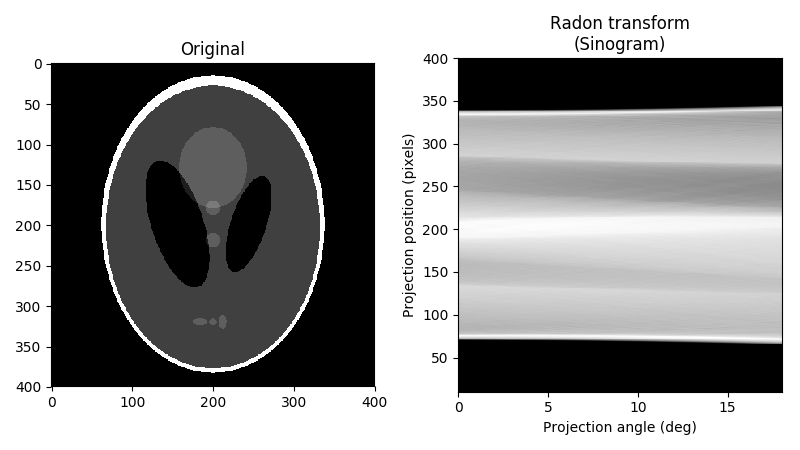 Original
0
50
100
150
200
250
300
350
400
0 100 200 300 400
Radon transform
(Sinogram)
Projection position (pixels)
400
350
300
250
200
150
100
50
0 5 10 15
Projection angle (deg)